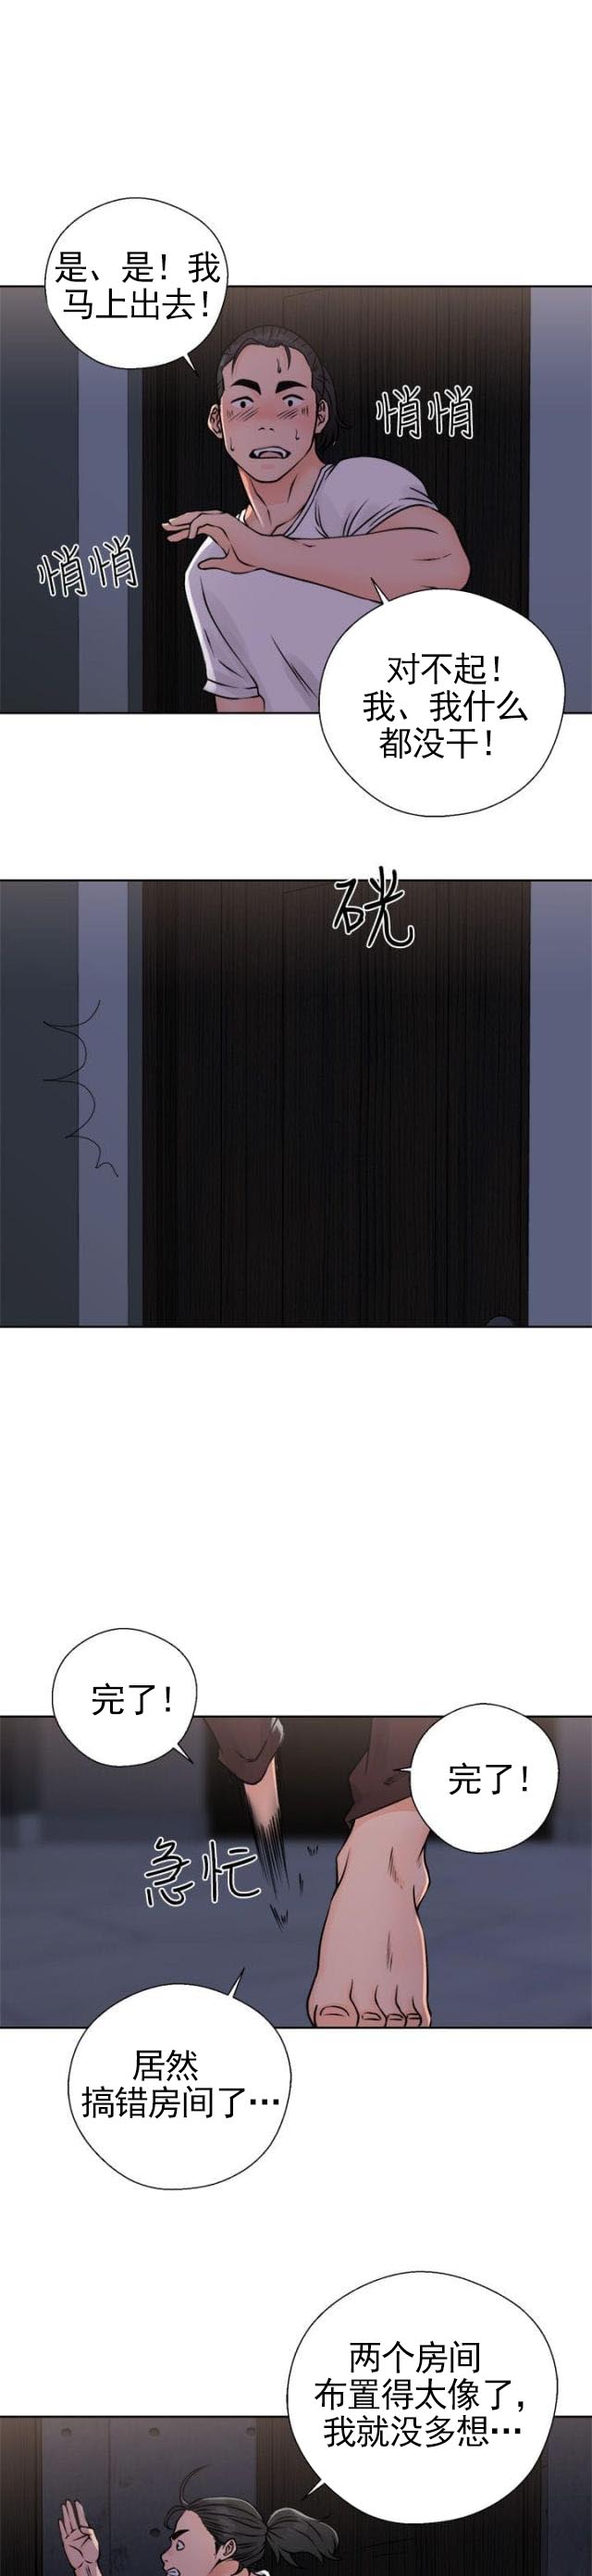 是、是！我
马上出去！
悄悄
悄悄
对不起！
我、我什么
都没干！
硄
完了！
完了！
急忙
居然
搞错房间了…
两个房间
布置得太像了，
我就没多想…